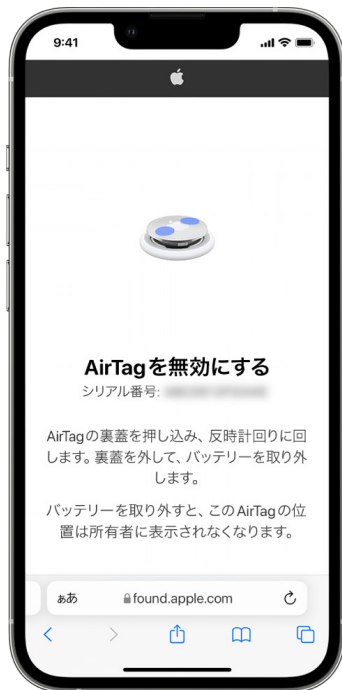 9:41
AirTagを無効にする
シリアル番号:
AirTagの裏蓋を押し込み、反時計回りに回
します。裏蓋を外して、バッテリーを取り外
します。
バッテリーを取り外すと、このAirTagの位
置は所有者に表示されなくなります。
ぁあ
found.apple.com